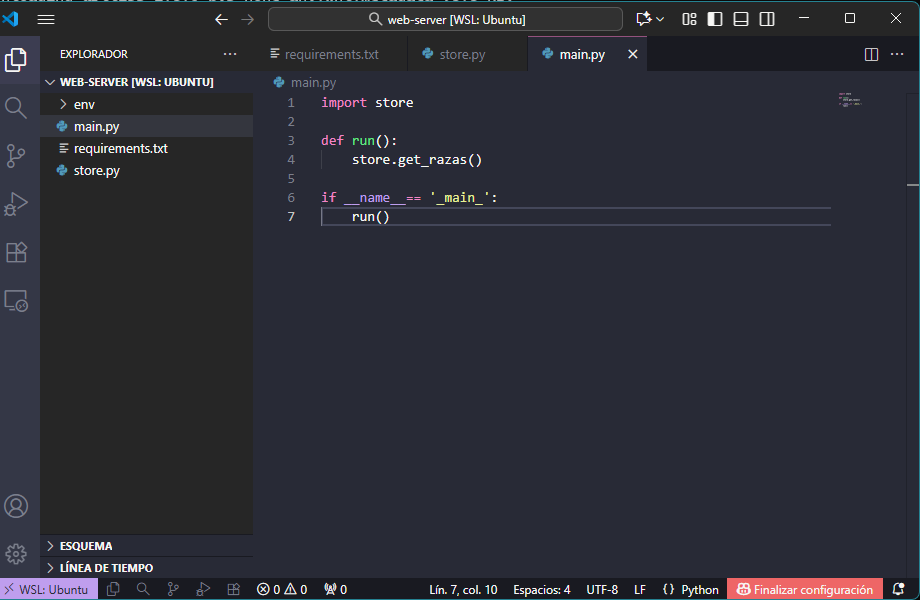 web-server [WSL: Ubuntu]
EXPLORADOR
requirements.txt
store.py
main.py
WEB-SERVER [WSL: UBUNTU]
env
main.py
requirements.txt
store.py
main.py
1 import store
2
3 def run():
4 store.get_razas()
5
6 if __name__== '_main_':
7 run()
ESQUEMA
LÍNEA DE TIEMPO
WSL: Ubuntu
0 0 0
Lín. 7, col. 10
Espacios: 4
UTF-8
LF
{} Python
Finalizar configuración